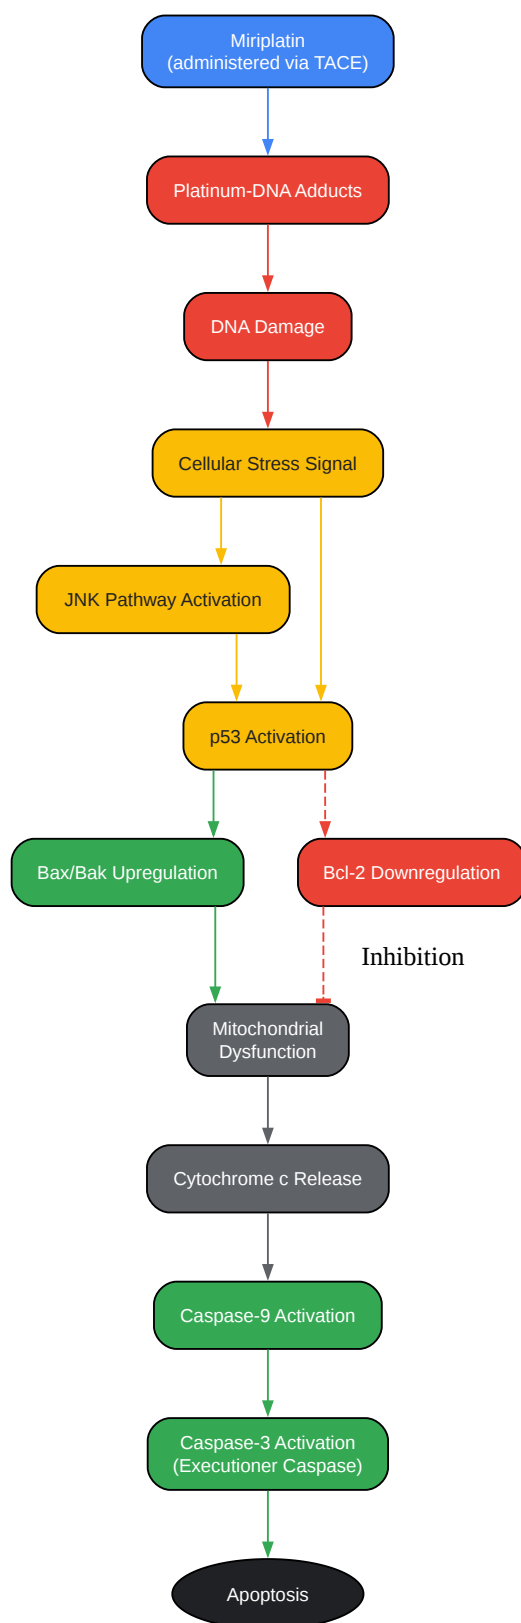 Miriplatin
(administered via TACE)
Platinum-DNA Adducts
DNA Damage
Cellular Stress Signal
JNK Pathway Activation
p53 Activation
Bax/Bak Upregulation
Bcl-2 Downregulation
Inhibition
Mitochondrial
Dysfunction
Cytochrome c Release
Caspase-9 Activation
Caspase-3 Activation
(Executioner Caspase)
Apoptosis